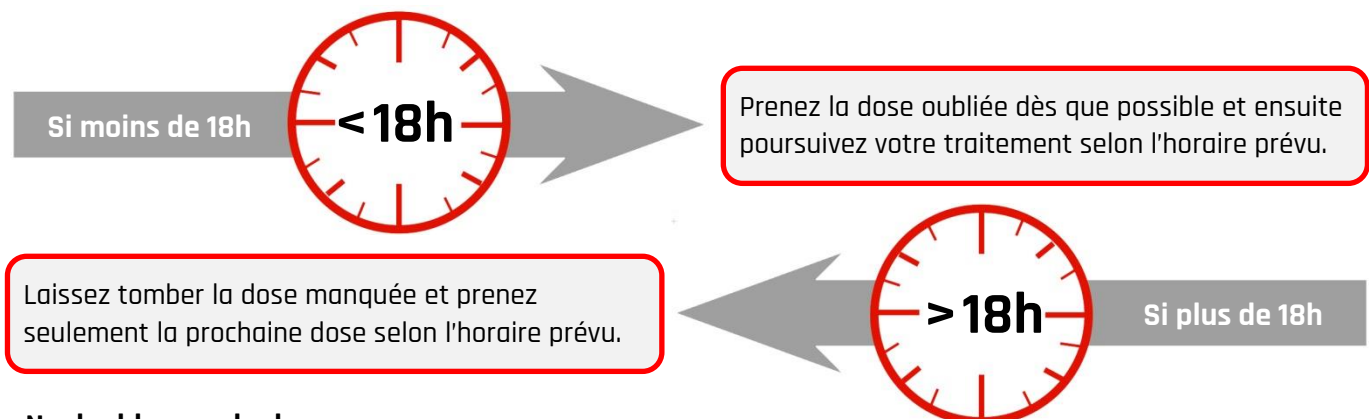 Si moins de 18h
<18h
Prenez la dose oubliée dès que possible et ensuite
poursuivez votre traitement selon l'horaire prévu.
Laissez tomber la dose manquée et prenez
seulement la prochaine dose selon l'horaire prévu.
>18h
Si plus de 18h